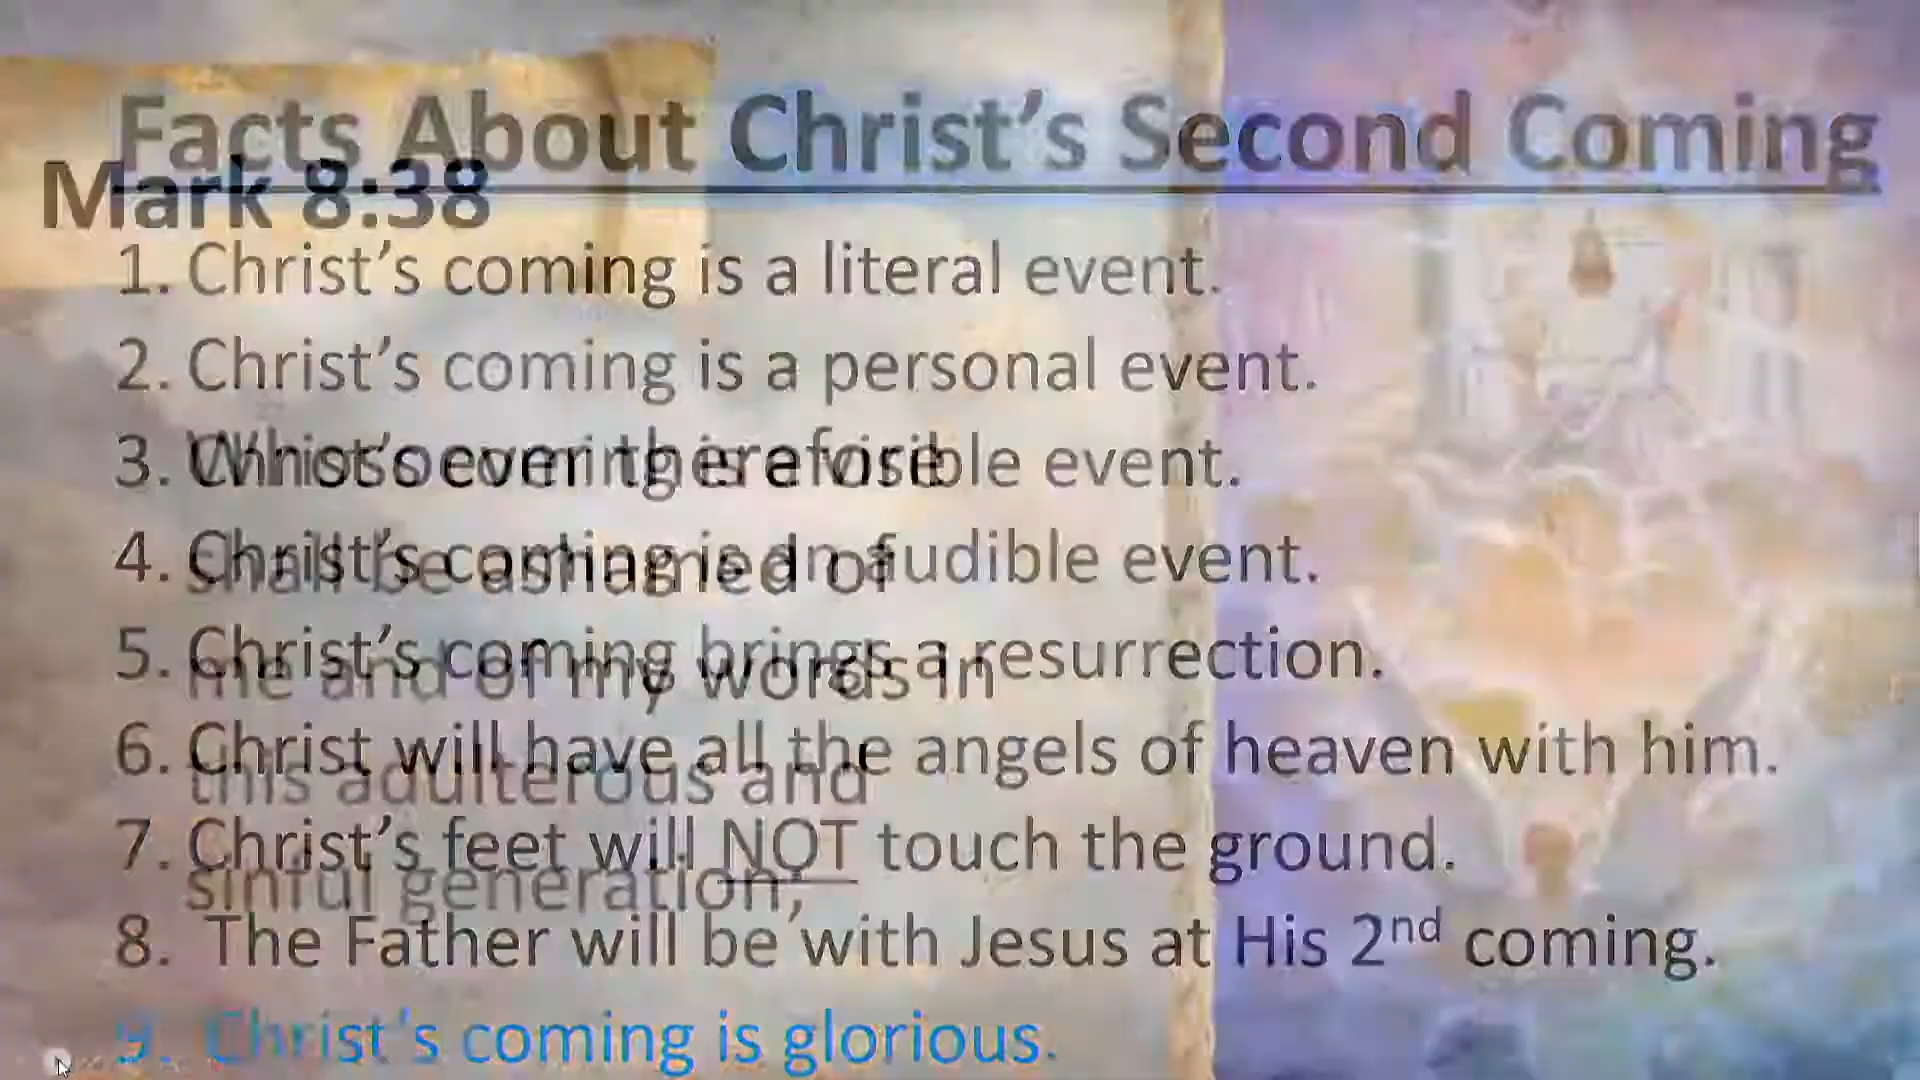 Facts About Christ's Second Coming
Mark 8:38
1. Christ's coming is a literal event.
2. Christ's coming is a personal event.
3. Christ's coming is a visible event.
Whosoever therefore
4. Christ's coming is an audible event.
shall be ashamed of
5. Christ's coming brings a resurrection.
me and of my words in
6. Christ will have all the angels of heaven with him.
this adulterous and
7. Christ's feet will NOT touch the ground.
sinful generation;
8. The Father will be with Jesus at His 2nd coming.
9. Christ's coming is glorious.